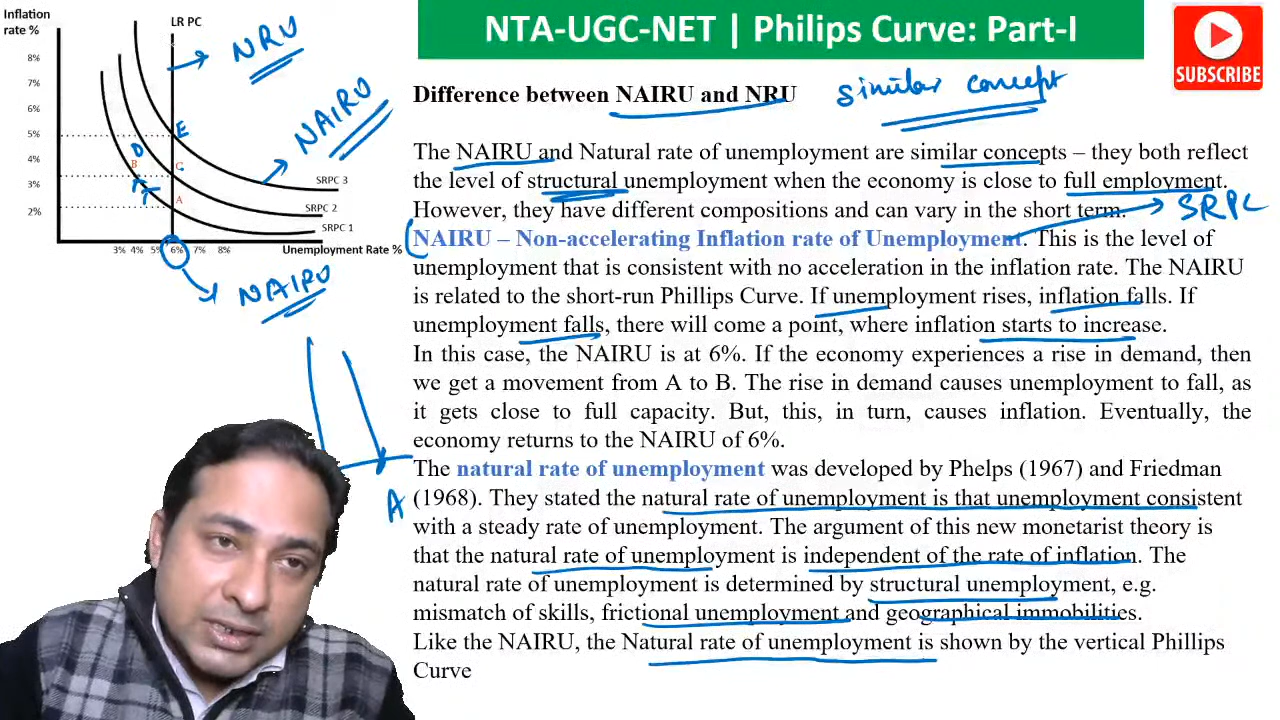 NTA-UGC-NET | Philips Curve: Part-I
SUBSCRIBE
Inflation
rate %
LR PC
NRU
8%
7%
6%
5%
4%
3%
2%
E
D
B
C
A
NAIRU
SRPC 3
SRPC 2
SRPC 1
3% 4% 5% 6% 7% 8%
Unemployment Rate %
NAIRU
A
Difference between NAIRU and NRU
similar concept
The NAIRU and Natural rate of unemployment are similar concepts – they both reflect
the level of structural unemployment when the economy is close to full employment.
However, they have different compositions and can vary in the short term.
SRPC
NAIRU – Non-accelerating Inflation rate of Unemployment. This is the level of
unemployment that is consistent with no acceleration in the inflation rate. The NAIRU
is related to the short-run Phillips Curve. If unemployment rises, inflation falls. If
unemployment falls, there will come a point, where inflation starts to increase.
In this case, the NAIRU is at 6%. If the economy experiences a rise in demand, then
we get a movement from A to B. The rise in demand causes unemployment to fall, as
it gets close to full capacity. But, this, in turn, causes inflation. Eventually, the
economy returns to the NAIRU of 6%.
The natural rate of unemployment was developed by Phelps (1967) and Friedman
(1968). They stated the natural rate of unemployment is that unemployment consistent
with a steady rate of unemployment. The argument of this new monetarist theory is
that the natural rate of unemployment is independent of the rate of inflation. The
natural rate of unemployment is determined by structural unemployment, e.g.
mismatch of skills, frictional unemployment and geographical immobilities.
Like the NAIRU, the Natural rate of unemployment is shown by the vertical Phillips
Curve